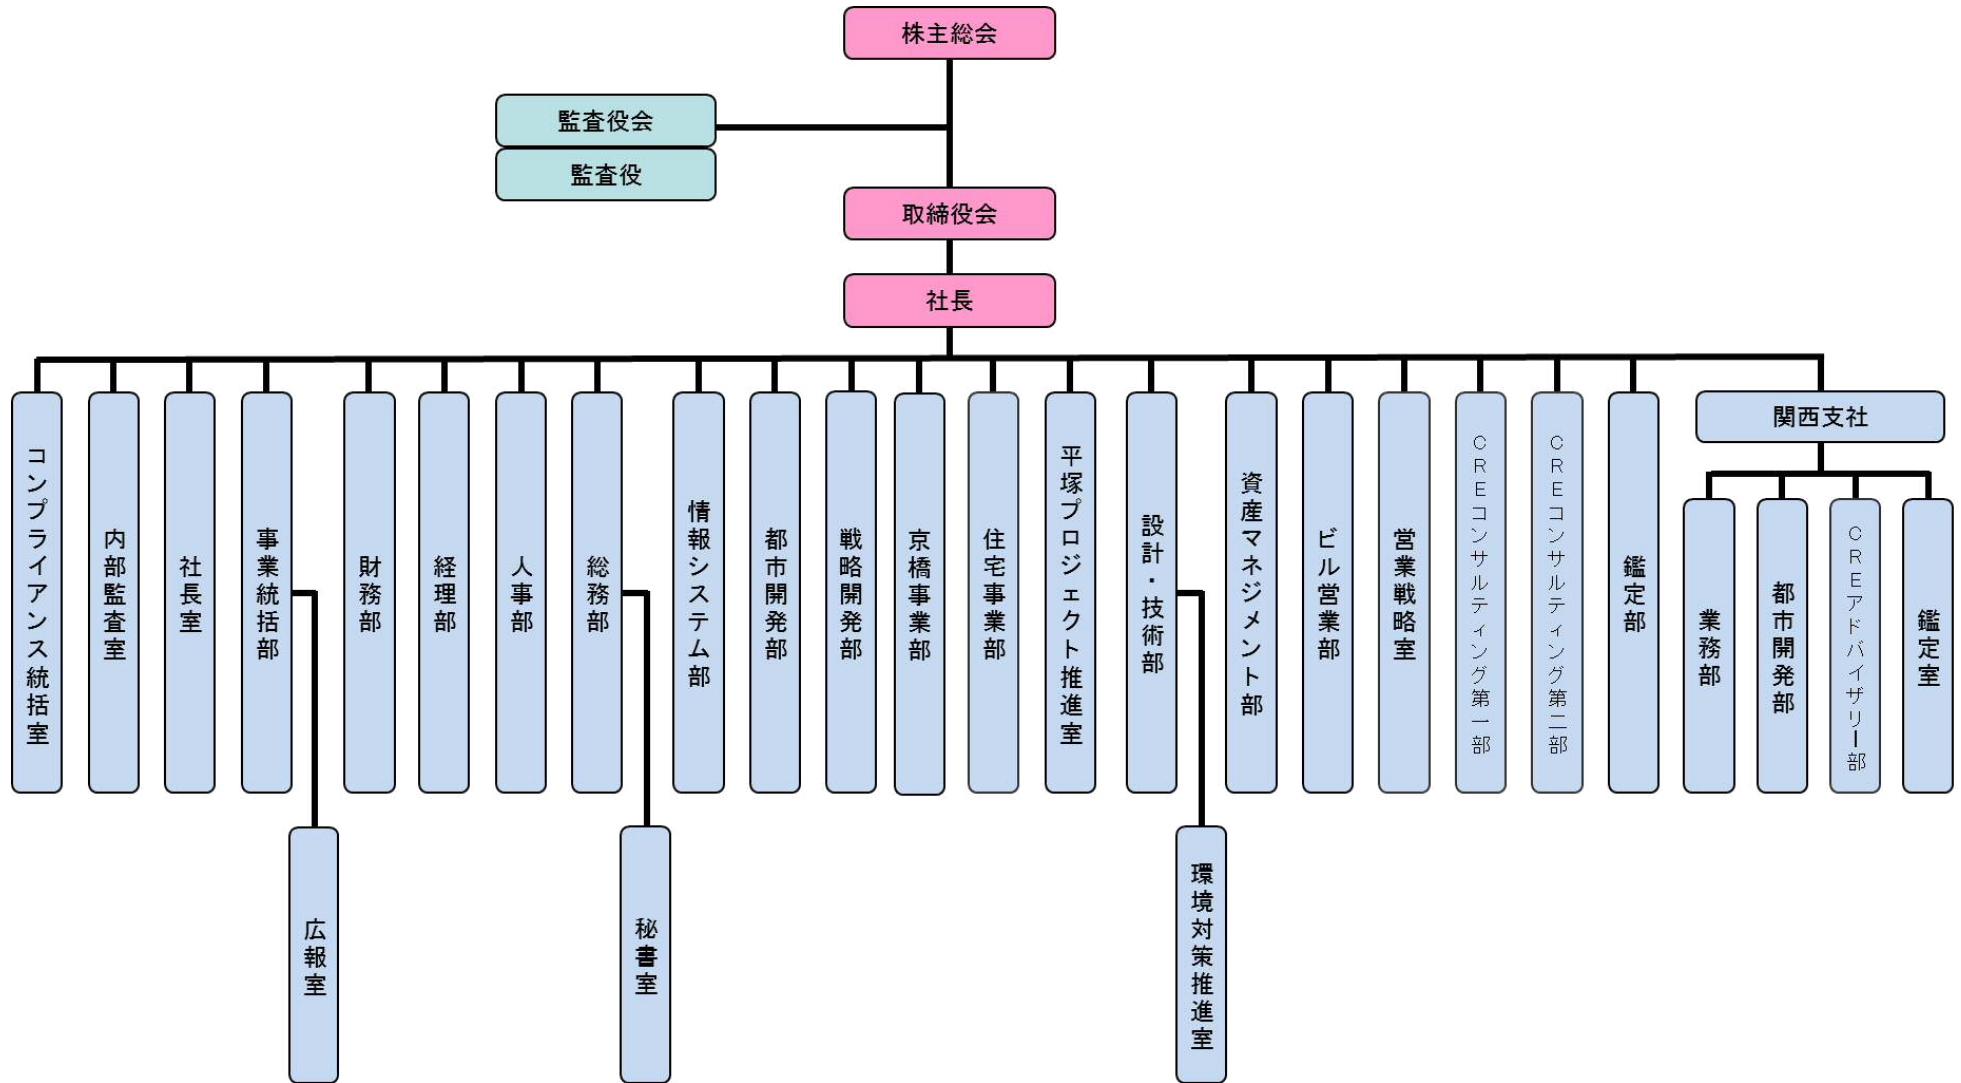 株主総会
監査役会
監査役
取締役会
社長
コンプライアンス統括室
内部監査室
社長室
事業統括部
財務部
経理部
人事部
総務部
情報システム部
都市開発部
戦略開発部
京橋事業部
住宅事業部
平塚プロジェクト推進室
設計・技術部
資産マネジメント部
ビル営業部
営業戦略室
CREコンサルティング第一部
CREコンサルティング第二部
鑑定部
関西支社
業務部
都市開発部
CREアドバイザリー部
鑑定室
広報室
秘書室
環境対策推進室